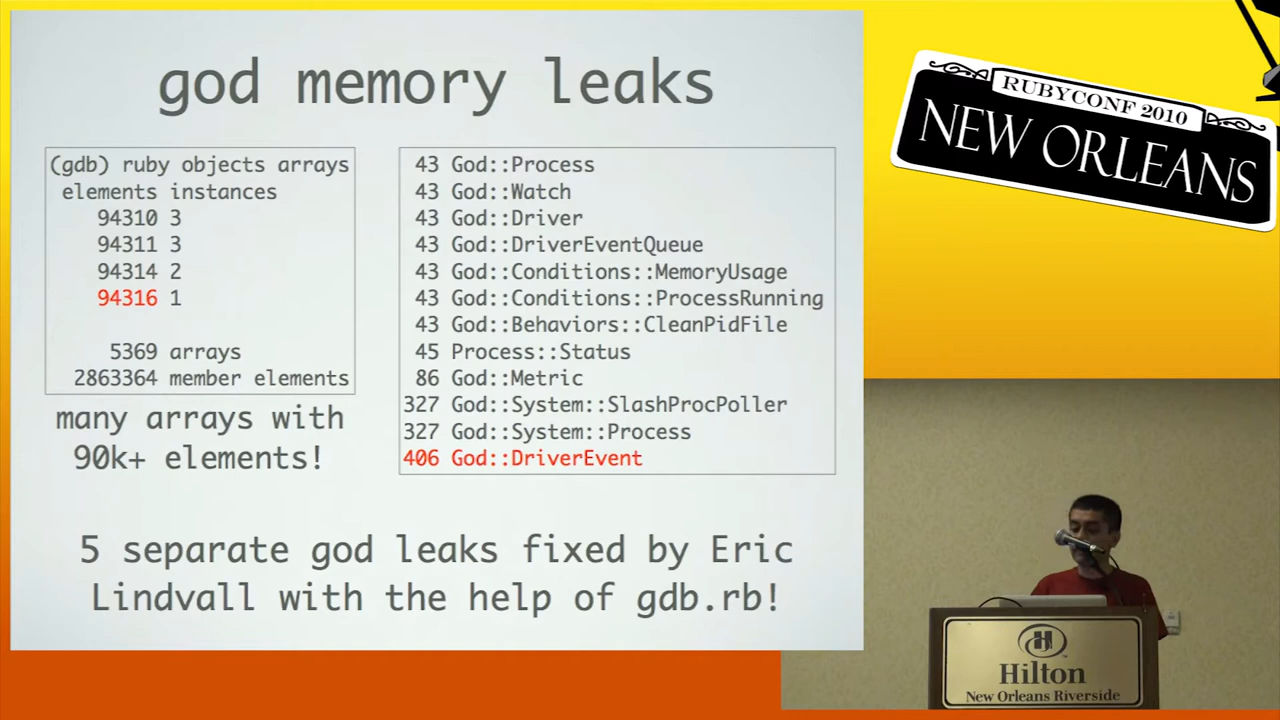 god memory leaks
(gdb) ruby objects arrays
elements instances
94310 3
94311 3
94314 2
94316 1
5369 arrays
2863364 member elements
many arrays with
90k+ elements!
43 God::Process
43 God::Watch
43 God::Driver
43 God::DriverEventQueue
43 God::Conditions::MemoryUsage
43 God::Conditions::ProcessRunning
43 God::Behaviors::CleanPidFile
45 Process::Status
86 God::Metric
327 God::System::SlashProcPoller
327 God::System::Process
406 God::DriverEvent
5 separate god leaks fixed by Eric
Lindvall with the help of gdb.rb!
RUBYCONF 2010
NEW ORLEANS
H
Hilton
New Orleans Riverside